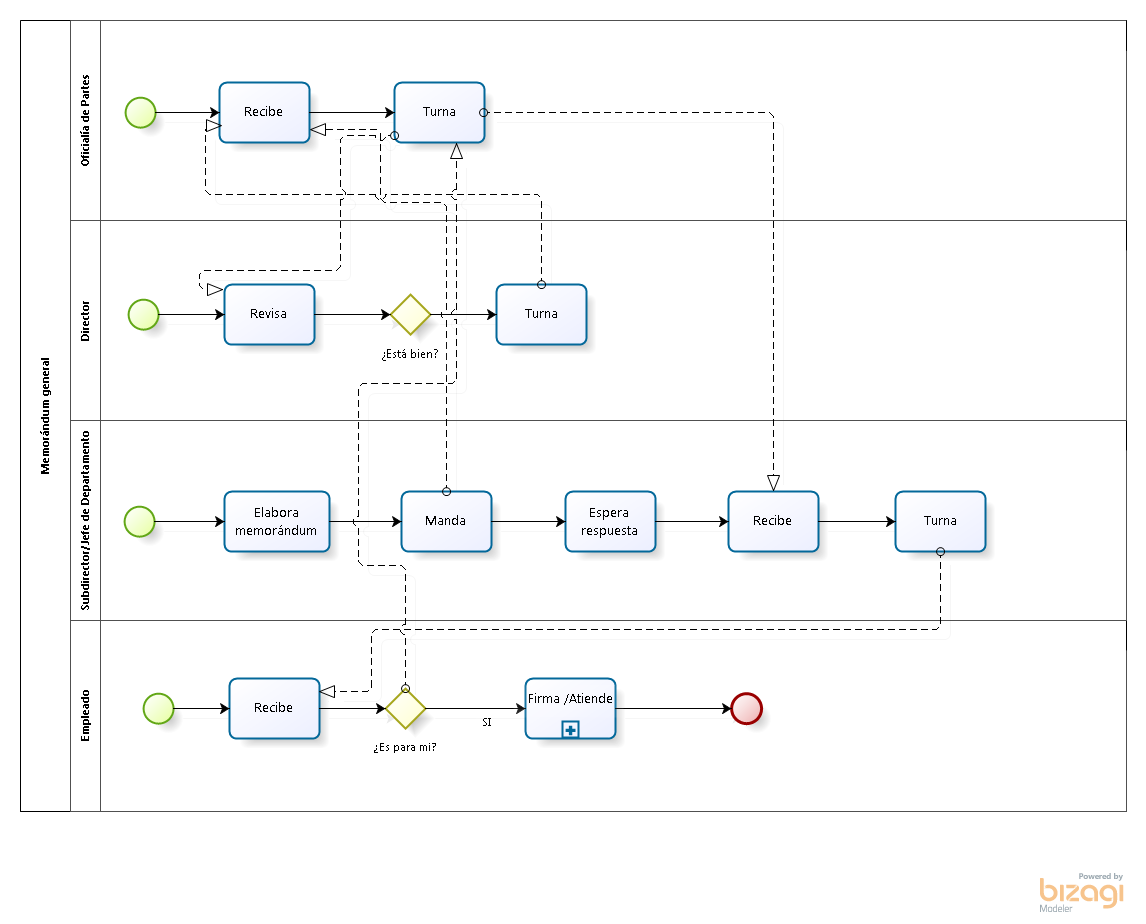 Memorándum general
Oficialía de Partes
Recibe
Turna
Director
Revisa
¿Está bien?
Turna
Subdirector/Jefe de Departamento
Elabora
memorándum
Manda
Espera
respuesta
Recibe
Turna
Empleado
Recibe
¿Es para mi?
SI
Firma /Atiende
Powered by
bizagi
Modeler